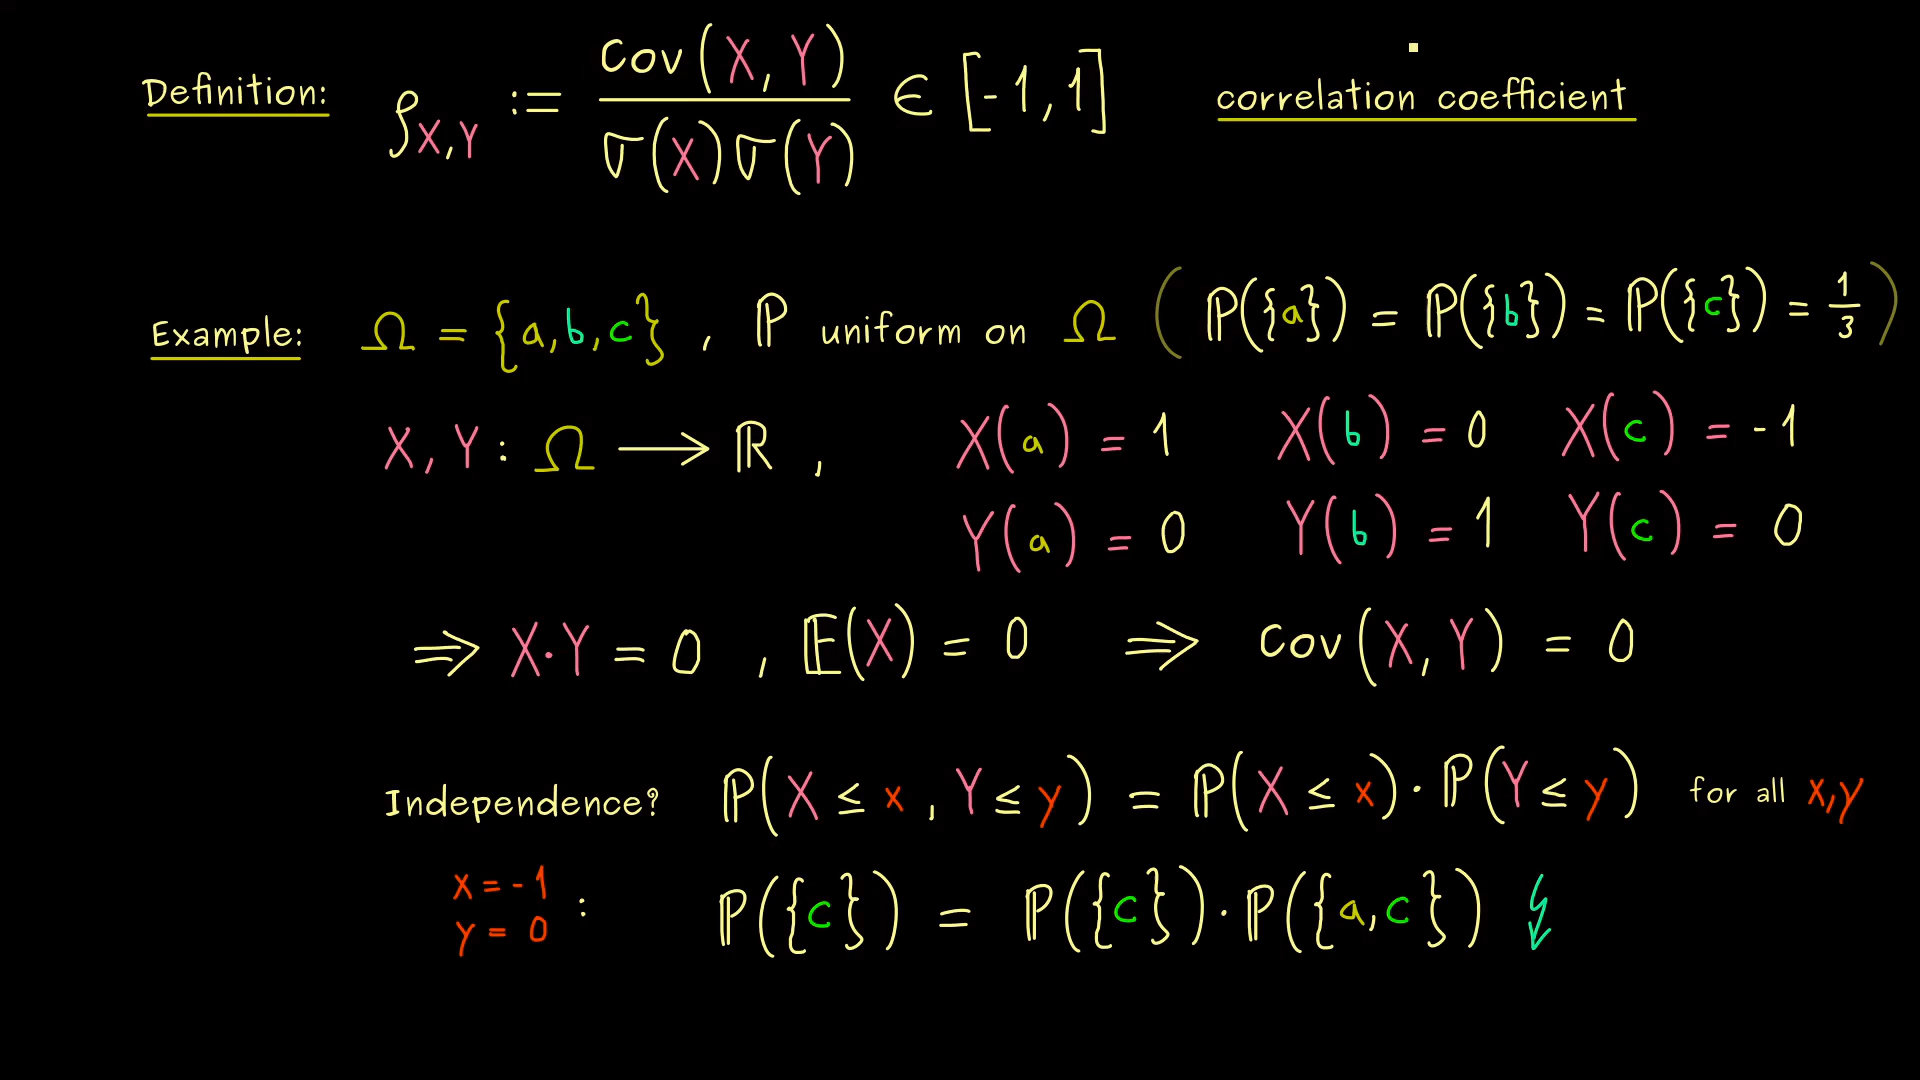 Definition: ρ_{X,Y} := Cov(X, Y) / (σ(X) σ(Y)) ∈ [-1, 1] correlation coefficient
Example: Ω = {a, b, c} , ℙ uniform on Ω ( ℙ({a}) = ℙ({b}) = ℙ({c}) = 1/3 )
X, Y : Ω ⟶ ℝ , X(a) = 1 X(b) = 0 X(c) = -1
Y(a) = 0 Y(b) = 1 Y(c) = 0
⇒ X·Y = 0 , 𝔼(X) = 0 ⇒ Cov(X, Y) = 0
Independence? ℙ(X ≤ x , Y ≤ y) = ℙ(X ≤ x) · ℙ(Y ≤ y) for all x,y
x = -1
y = 0 : ℙ({c}) = ℙ({c}) · ℙ({a, c}) ↯